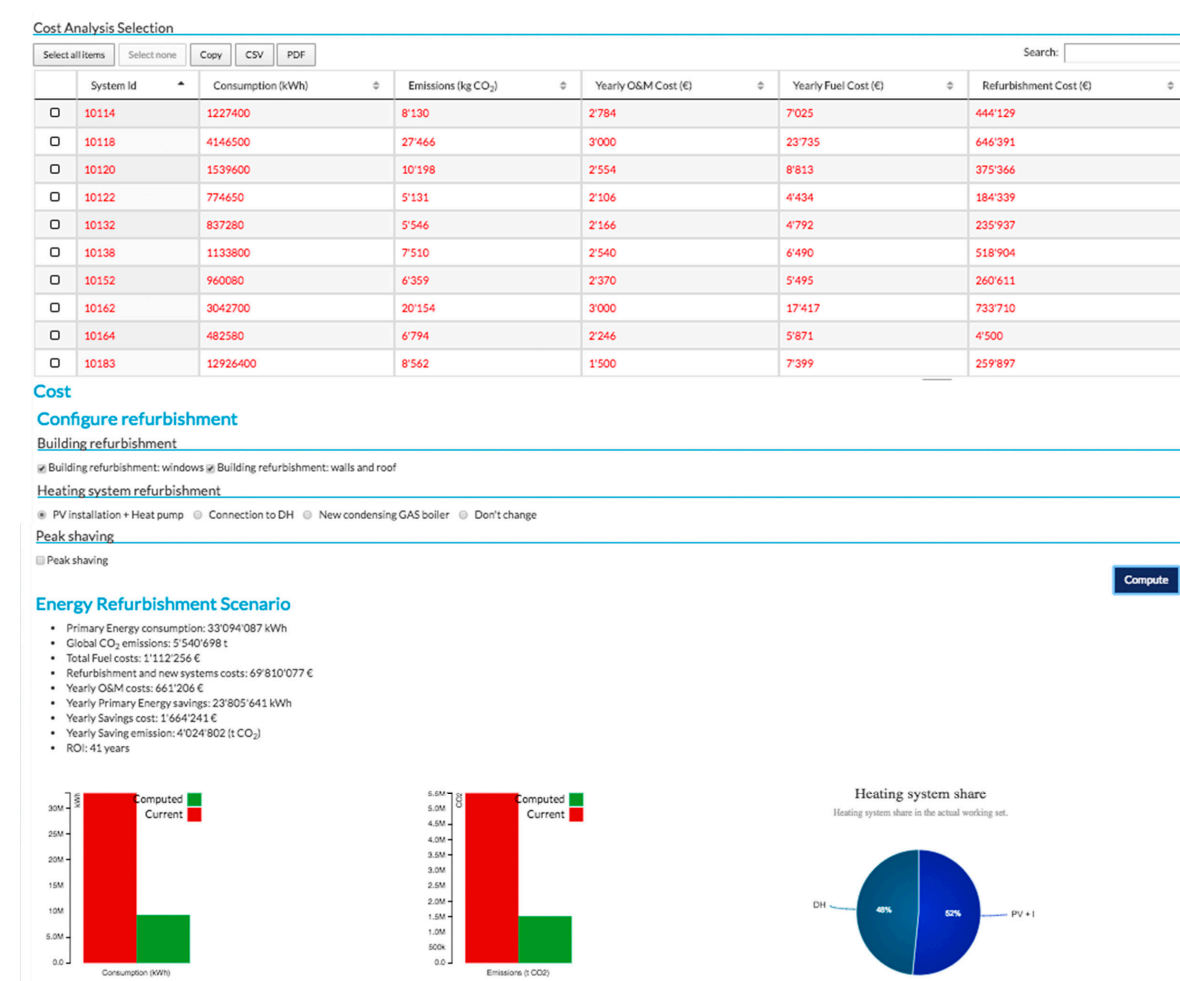 Cost Analysis Selection
Select all items Select none Copy CSV PDF Search:
System Id Consumption (kWh) Emissions (kg CO₂) Yearly O&M Cost (€) Yearly Fuel Cost (€) Refurbishment Cost (€)
10114 1227400 8'130 2'784 7'025 444'129
10118 4146500 27'466 3'000 23'735 646'391
10120 1539600 10'198 2'554 8'813 375'366
10122 774650 5'131 2'106 4'434 184'339
10132 837280 5'546 2'166 4'792 235'937
10138 1133800 7'510 2'540 6'490 518'904
10152 960080 6'359 2'370 5'495 260'611
10162 3042700 20'154 3'000 17'417 733'710
10164 482580 6'794 2'246 5'871 4'500
10183 12926400 8'562 1'500 7'399 259'897
Cost
Configure refurbishment
Building refurbishment
Building refurbishment: windows Building refurbishment: walls and roof
Heating system refurbishment
PV installation + Heat pump Connection to DH New condensing GAS boiler Don't change
Peak shaving
Peak shaving
Compute
Energy Refurbishment Scenario
• Primary Energy consumption: 33'094'087 kWh
• Global CO₂ emissions: 5'540'698 t
• Total Fuel costs: 1'112'256 €
• Refurbishment and new systems costs: 69'810'077 €
• Yearly O&M costs: 661'206 €
• Yearly Primary Energy savings: 23'805'641 kWh
• Yearly Savings cost: 1'664'241 €
• Yearly Saving emission: 4'024'802 (t CO₂)
• ROI: 41 years
kWh
Computed
Current
30M
25M
20M
15M
10M
5.0M
0.0
Consumption (kWh)
CO2
Computed
Current
5.5M
5.0M
4.5M
4.0M
3.5M
3.0M
2.5M
2.0M
1.5M
1.0M
500k
0.0
Emissions (t CO2)
Heating system share
Heating system share in the actual working set.
DH 48% 52% PV + I